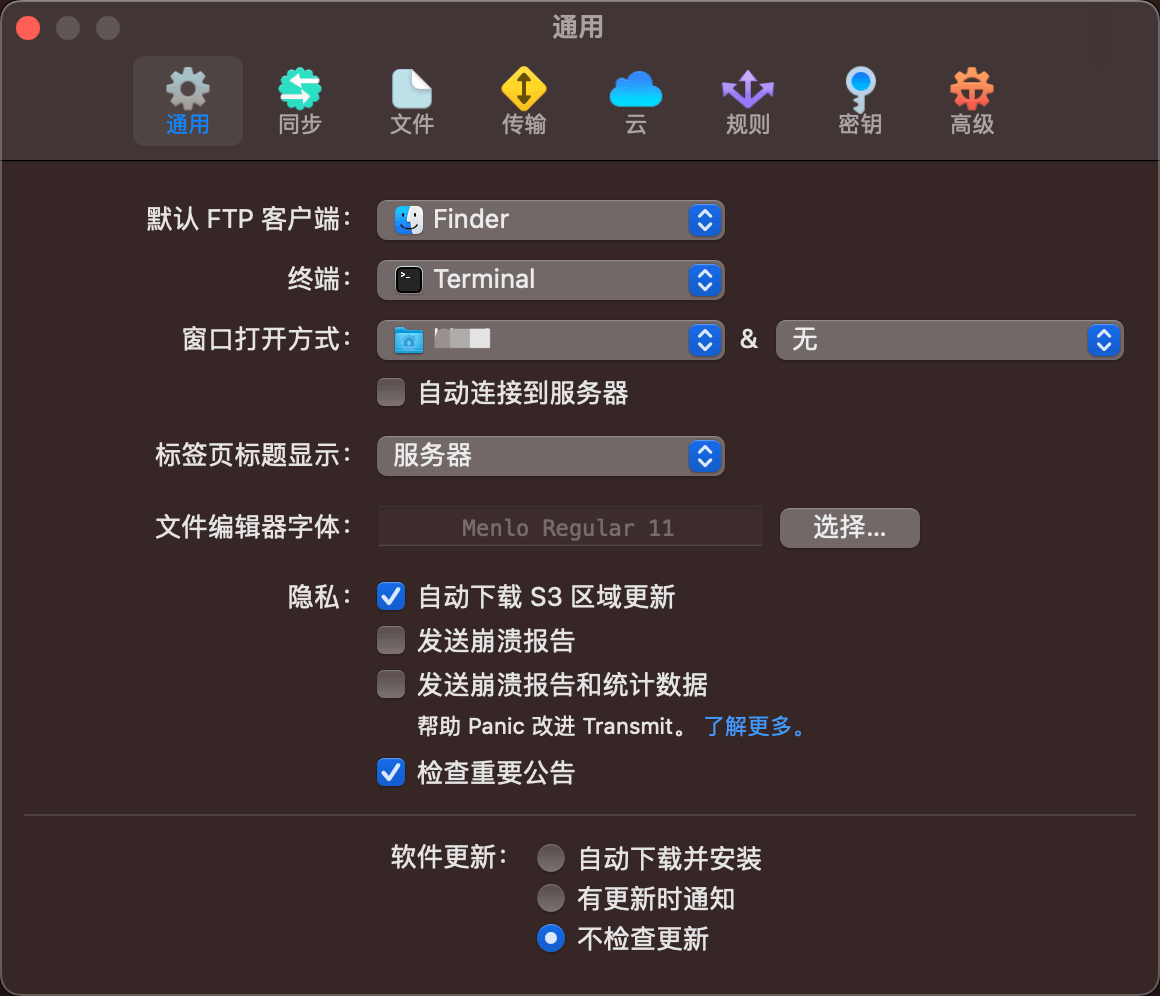 通用
通用 同步 文件 传输 云 规则 密钥 高级
默认 FTP 客户端： Finder
终端： Terminal
窗口打开方式： & 无
自动连接到服务器
标签页标题显示： 服务器
文件编辑器字体： Menlo Regular 11 选择...
隐私： 自动下载 S3 区域更新
发送崩溃报告
发送崩溃报告和统计数据
帮助 Panic 改进 Transmit。 了解更多。
检查重要公告
软件更新： 自动下载并安装
有更新时通知
不检查更新